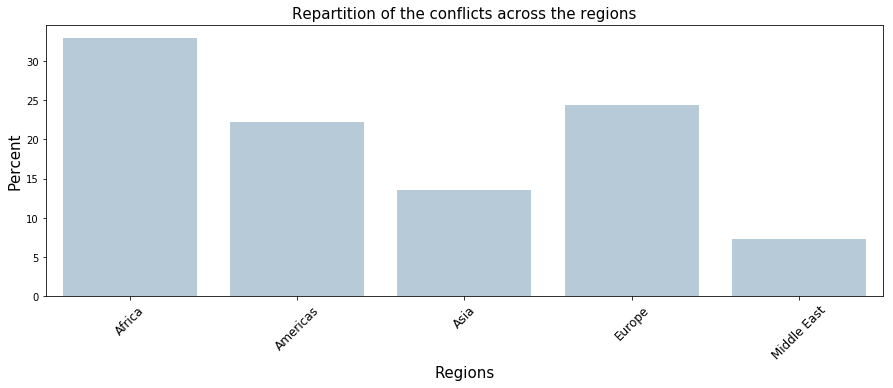 Repartition of the conflicts across the regions
Percent
30
25
20
15
10
5
0
Africa
Americas
Asia
Europe
Middle East
Regions